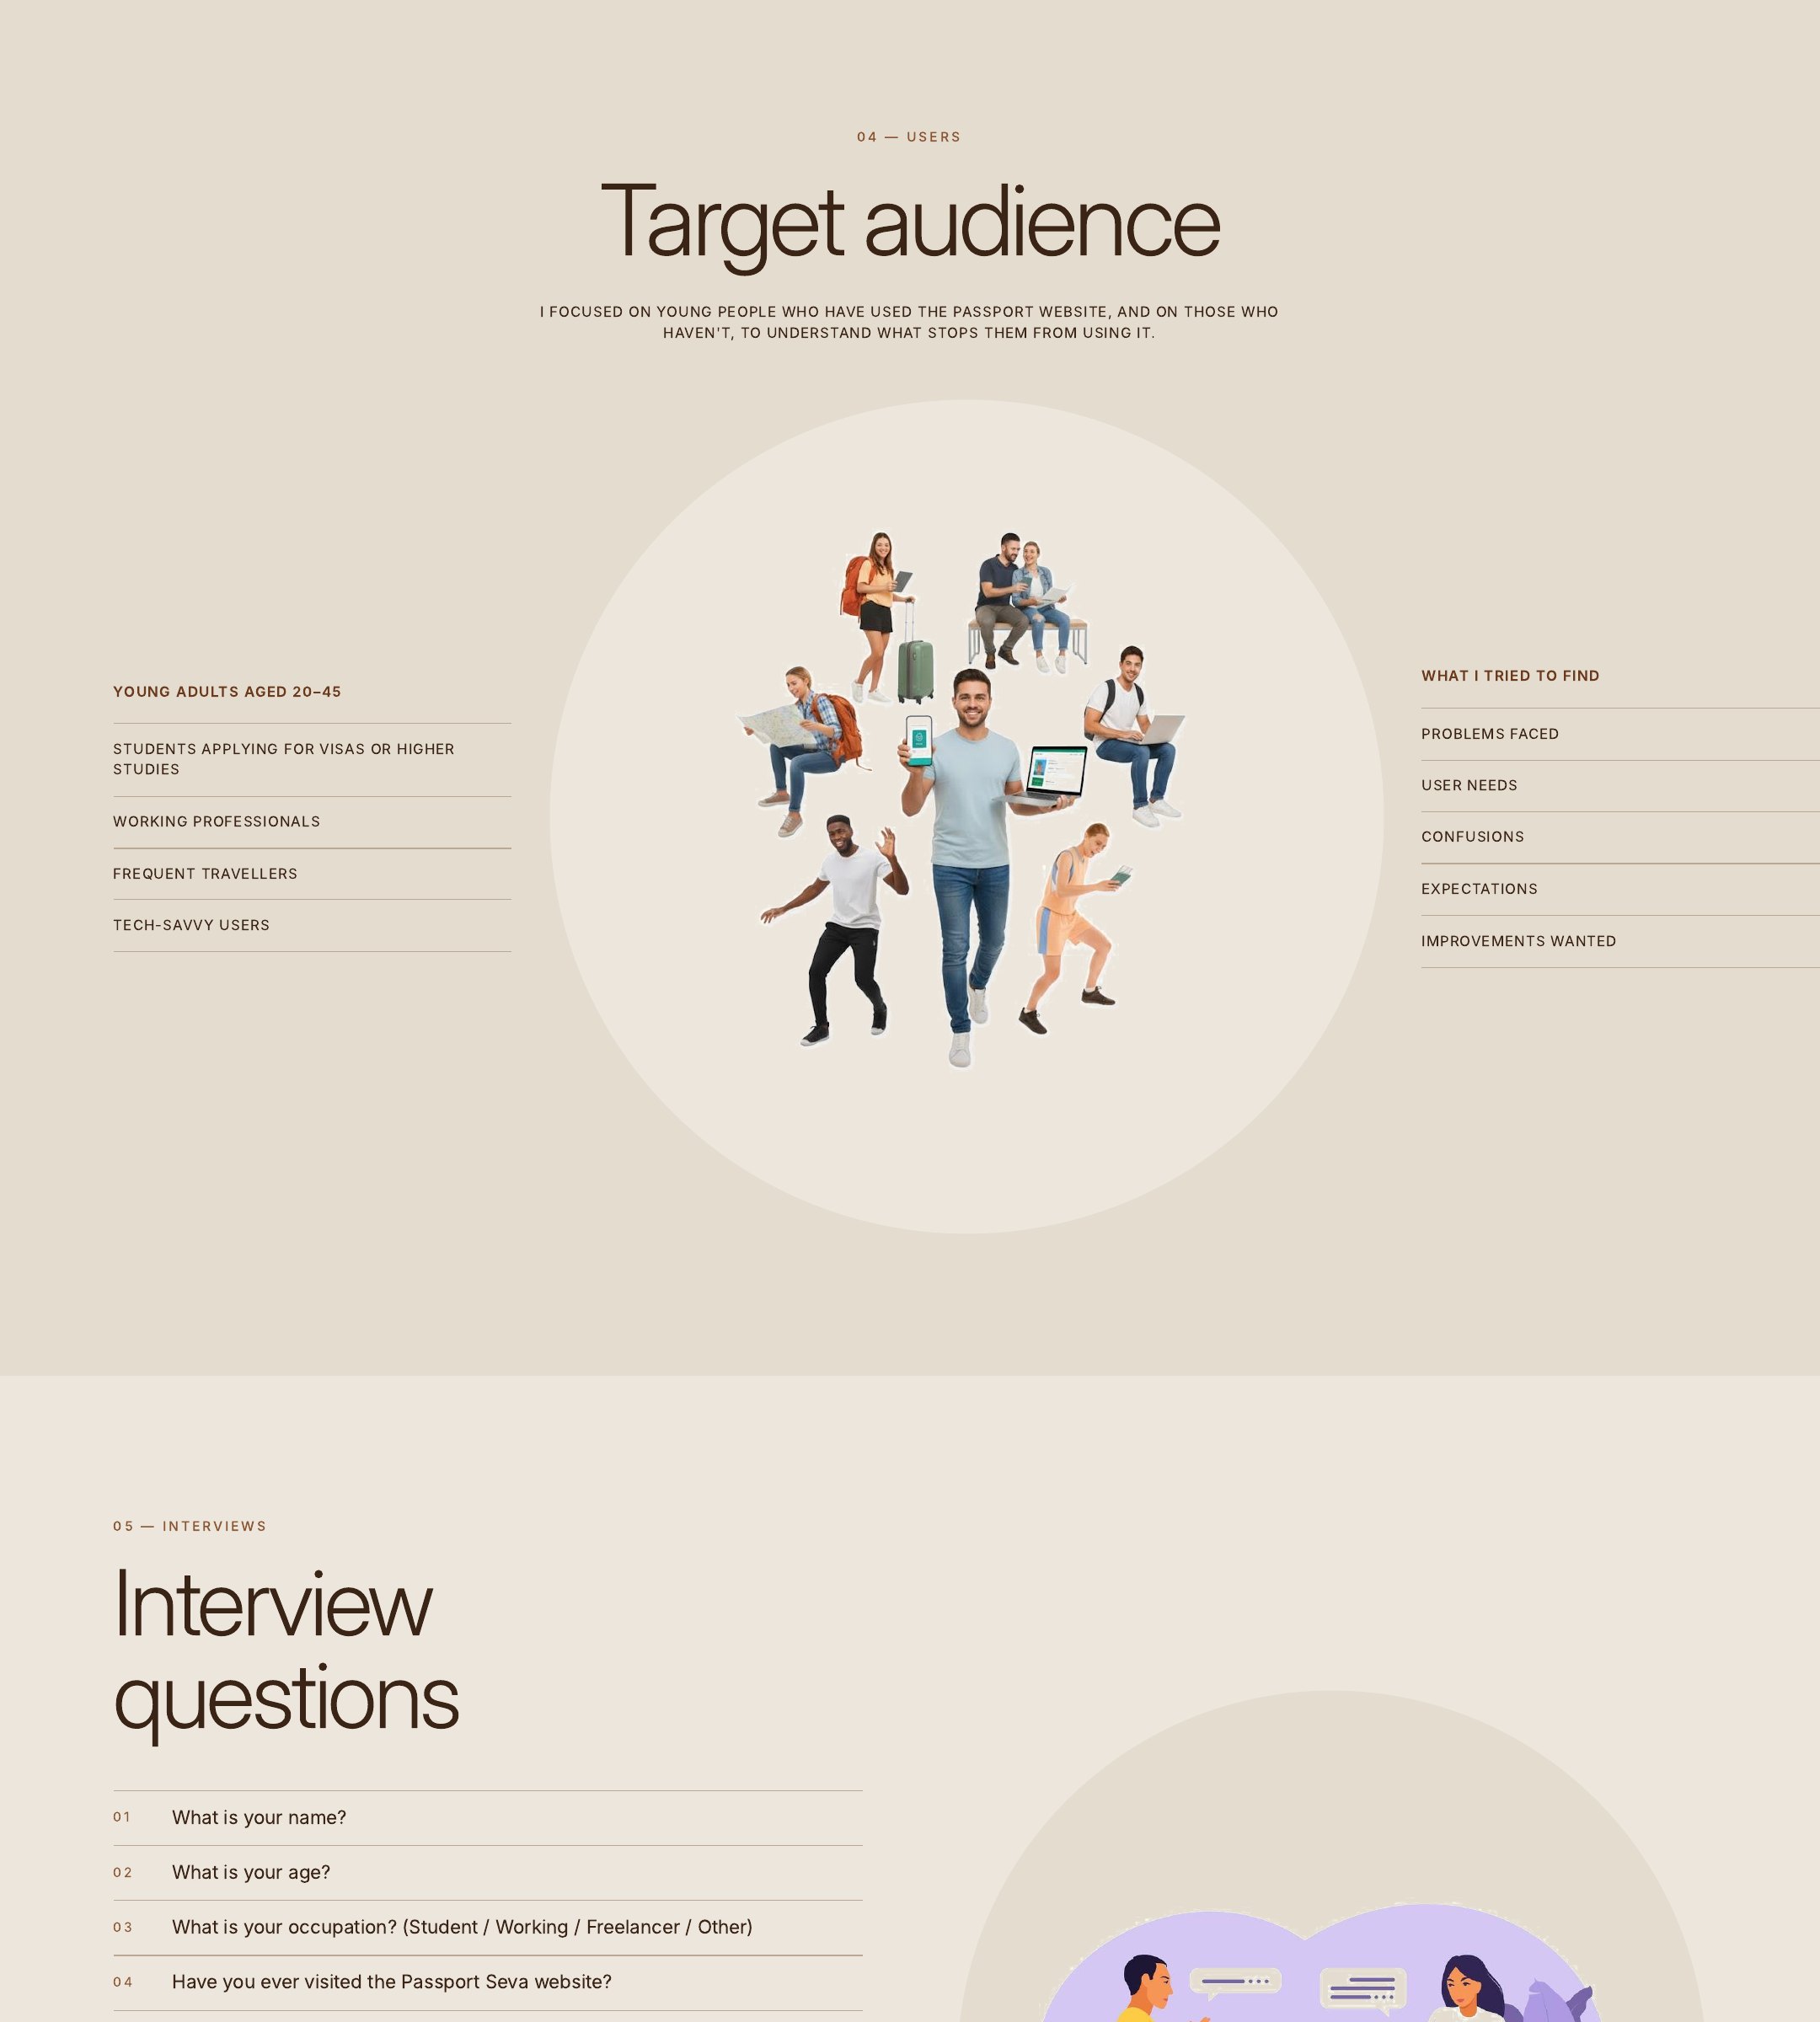 04 — USERS
Target audience
I FOCUSED ON YOUNG PEOPLE WHO HAVE USED THE PASSPORT WEBSITE, AND ON THOSE WHO
HAVEN'T, TO UNDERSTAND WHAT STOPS THEM FROM USING IT.
YOUNG ADULTS AGED 20–45
STUDENTS APPLYING FOR VISAS OR HIGHER
STUDIES
WORKING PROFESSIONALS
FREQUENT TRAVELLERS
TECH-SAVVY USERS
WHAT I TRIED TO FIND
PROBLEMS FACED
USER NEEDS
CONFUSIONS
EXPECTATIONS
IMPROVEMENTS WANTED
05 — INTERVIEWS
Interview
questions
01 What is your name?
02 What is your age?
03 What is your occupation? (Student / Working / Freelancer / Other)
04 Have you ever visited the Passport Seva website?